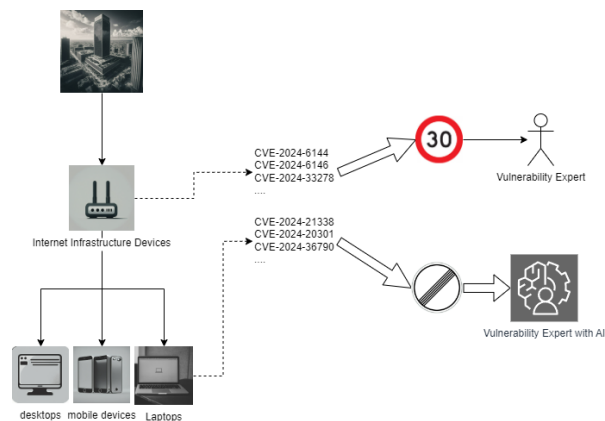 CVE-2024-6144
CVE-2024-6146
CVE-2024-33278
....
30
Vulnerability Expert
Internet Infrastructure Devices
CVE-2024-21338
CVE-2024-20301
CVE-2024-36790
....
Vulnerability Expert with AI
desktops
mobile devices
Laptops